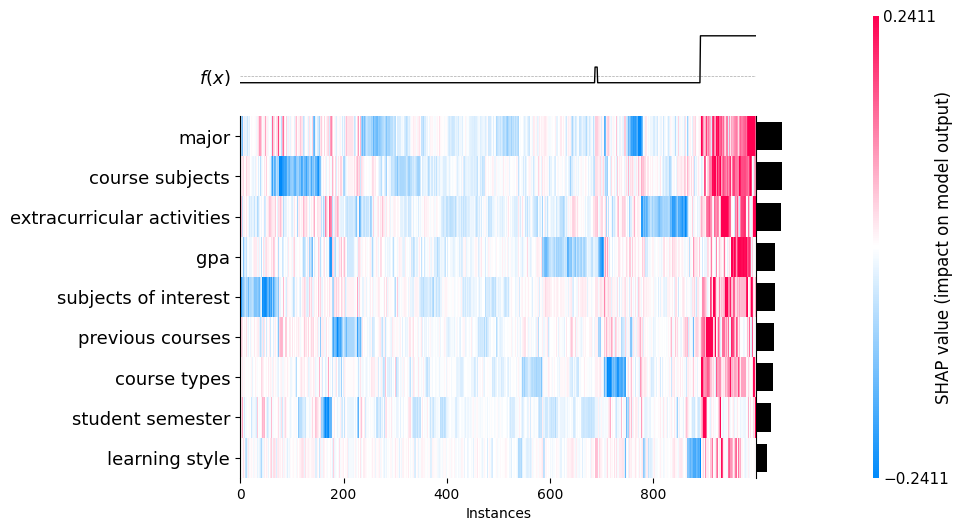 0.2411
f(x)
major
course subjects
extracurricular activities
gpa
subjects of interest
previous courses
course types
student semester
learning style
SHAP value (impact on model output)
−0.2411
0 200 400 600 800
Instances